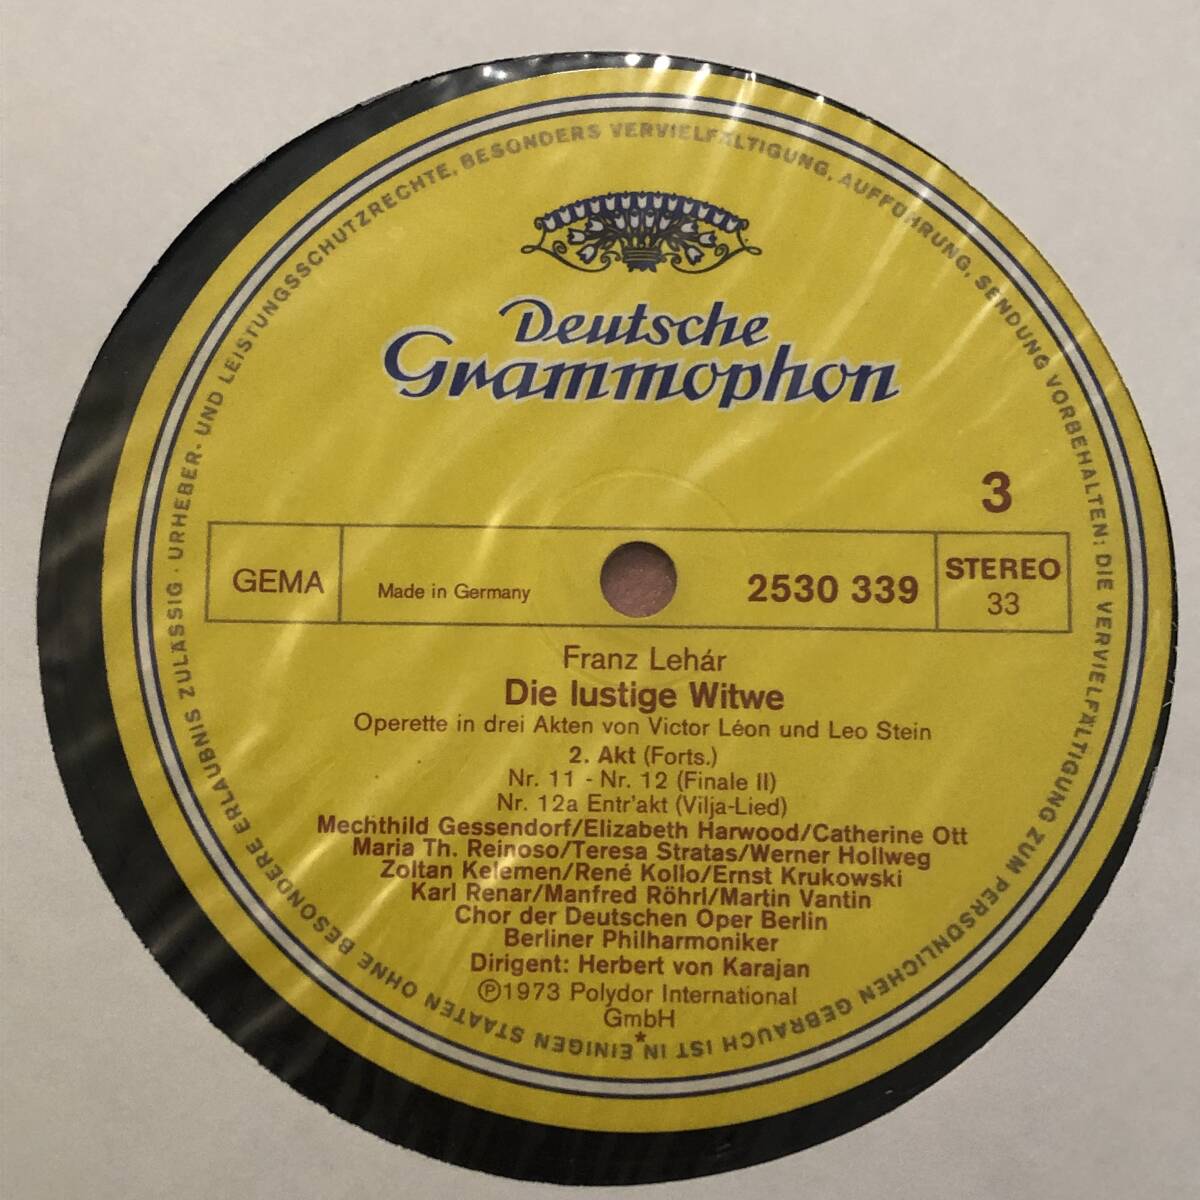 URHEBER- UND LEISTUNGSSCHUTZRECHTE, BESONDERS VERVIELFÄLTIGUNG, AUFFÜHRUNG, SENDUNG VORBEHALTEN; DIE VERVIELFÄLTIGUNG ZUM PERSÖNLICHEN GEBRAUCH IST IN EINIGEN STAATEN OHNE BESONDERE ERLAUBNIS ZULÄSSIG ·
Deutsche
Grammophon
3
GEMA
Made in Germany
2530 339
STEREO
33
Franz Lehár
Die lustige Witwe
Operette in drei Akten von Victor Léon und Leo Stein
2. Akt (Forts.)
Nr. 11 - Nr. 12 (Finale II)
Nr. 12a Entr'akt (Vilja-Lied)
Mechthild Gessendorf/Elizabeth Harwood/Catherine Ott
Maria Th. Reinoso/Teresa Stratas/Werner Hollweg
Zoltan Kelemen/René Kollo/Ernst Krukowski
Karl Renar/Manfred Röhrl/Martin Vantin
Chor der Deutschen Oper Berlin
Berliner Philharmoniker
Dirigent: Herbert von Karajan
℗1973 Polydor International
GmbH
*